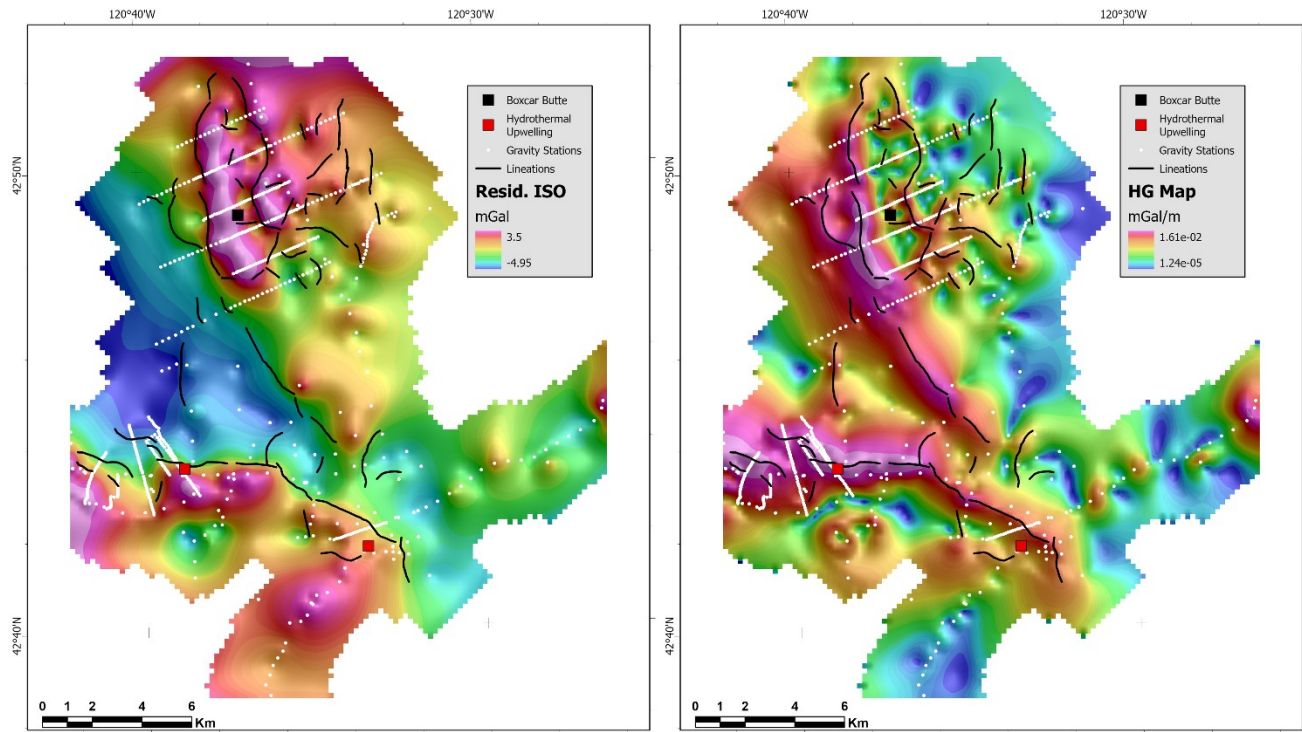 120°40'W
120°30'W
42°50'N
42°40'N
Boxcar Butte
Hydrothermal
Upwelling
Gravity Stations
Lineations
Resid. ISO
mGal
3.5
-4.95
0 1 2 4 6
Km
120°40'W
120°30'W
42°50'N
42°40'N
Boxcar Butte
Hydrothermal
Upwelling
Gravity Stations
Lineations
HG Map
mGal/m
1.61e-02
1.24e-05
0 1 2 4 6
Km